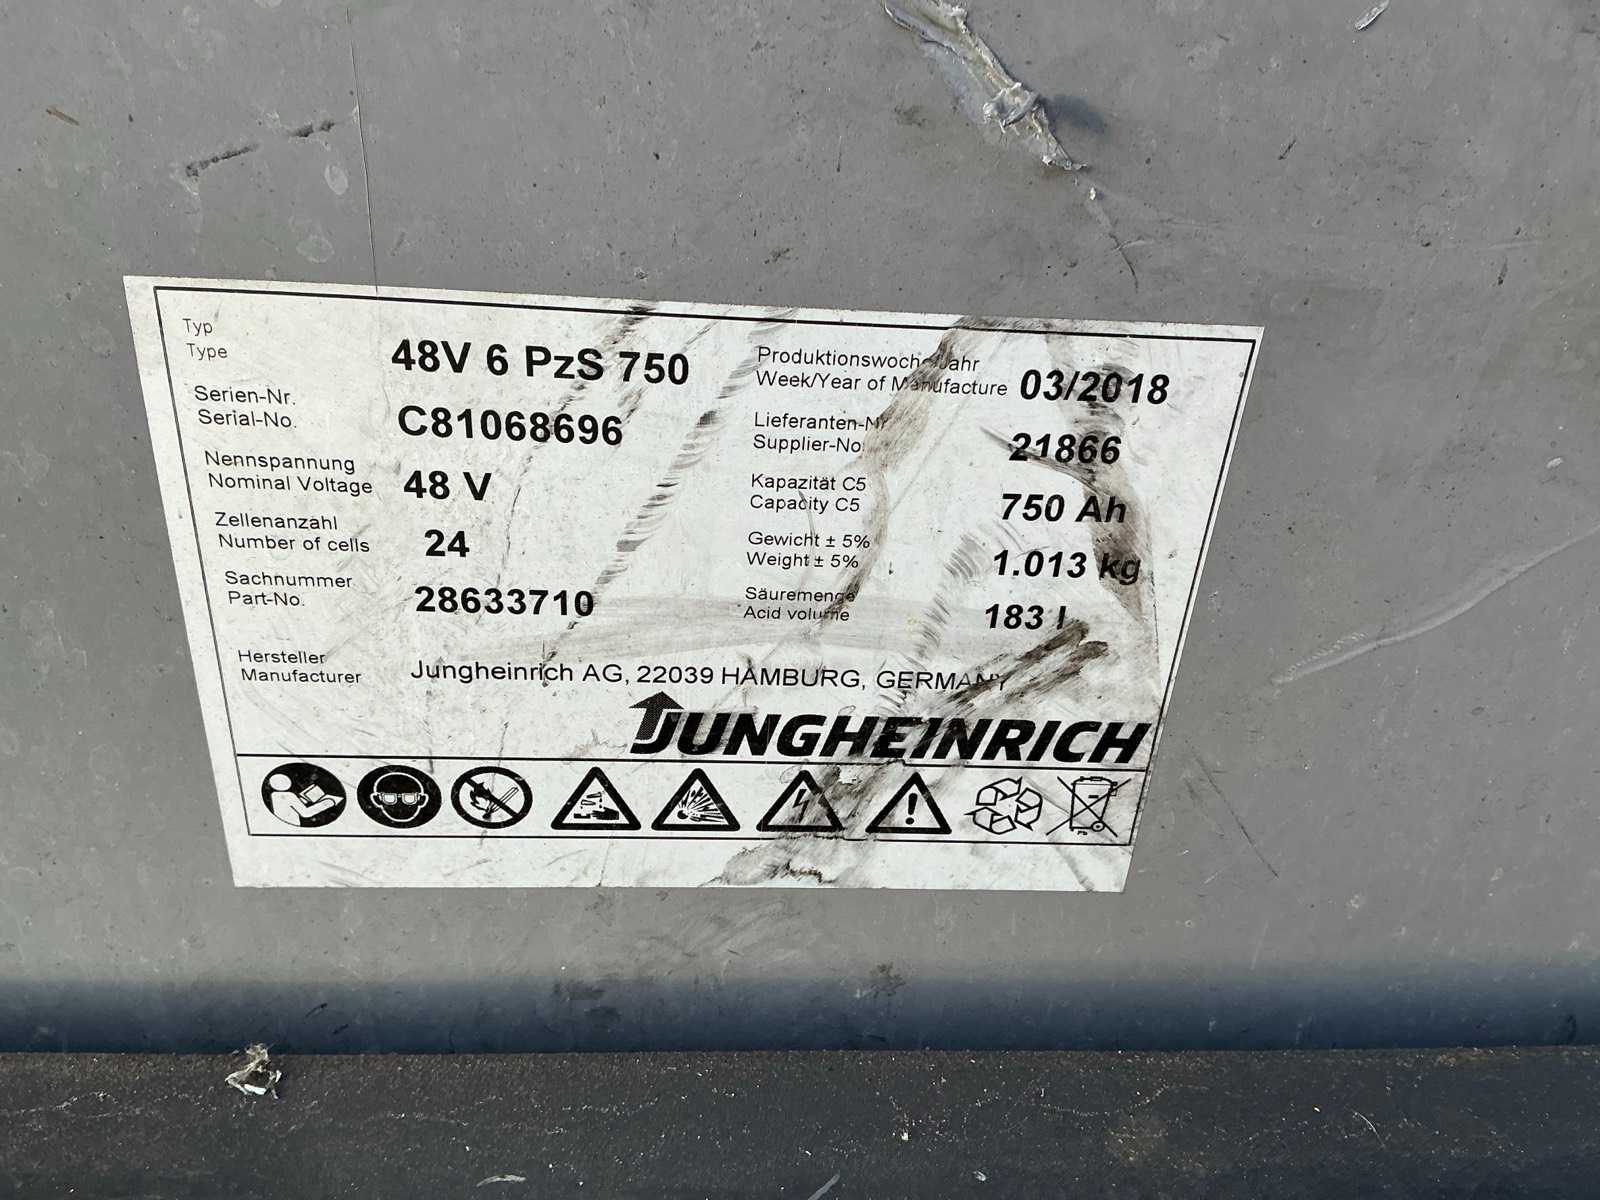 Typ
Type
48V 6 PzS 750
Serien-Nr.
Serial-No.
C81068696
Nennspannung
Nominal Voltage
48 V
Zellenanzahl
Number of cells
24
Sachnummer
Part-No.
28633710
Produktionswoche/Jahr
Week/Year of Manufacture
03/2018
Lieferanten-Nr
Supplier-No
21866
Kapazität C5
Capacity C5
750 Ah
Gewicht ± 5%
Weight ± 5%
1.013 kg
Säuremenge
Acid volume
183 l
Hersteller
Manufacturer
Jungheinrich AG, 22039 HAMBURG, GERMANY
JUNGHEINRICH